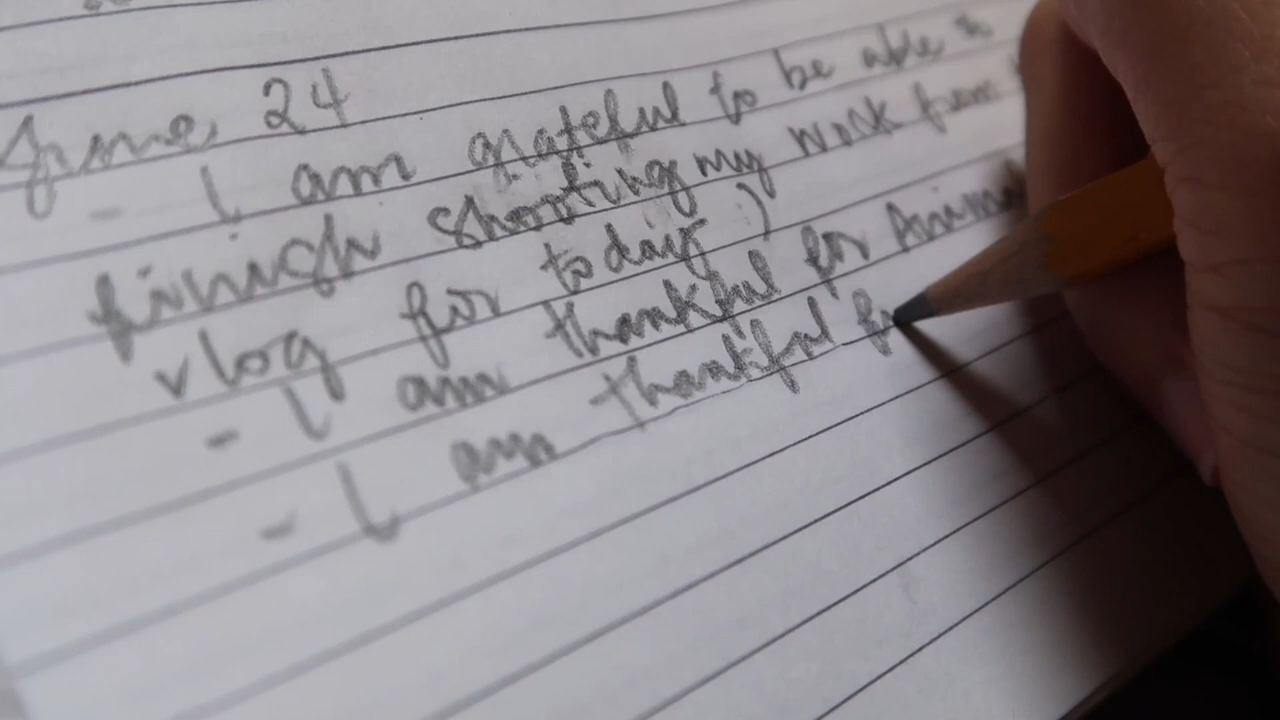 June, 24
- I am grateful to be able to
finish shooting my work from
vlog for today :)
- I am thankful for
- I am thankful fo